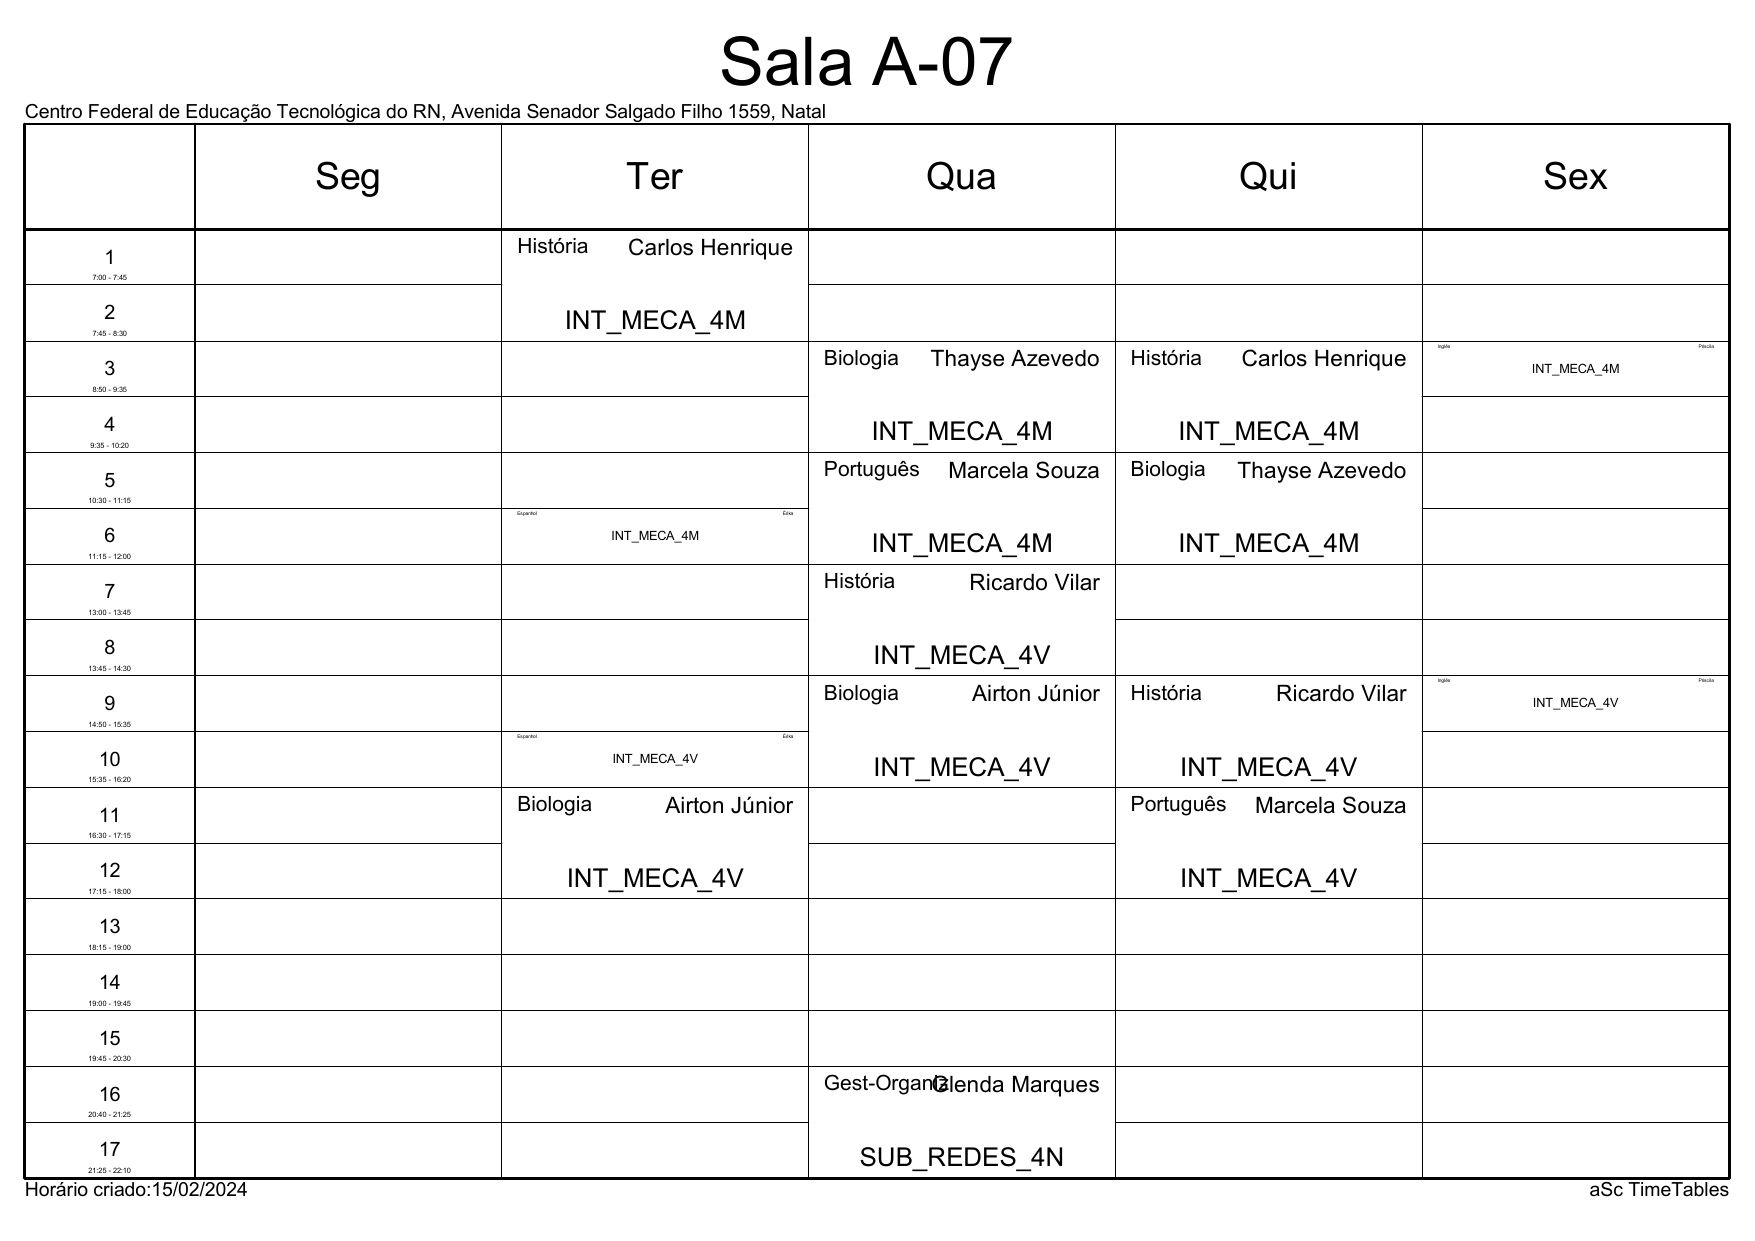 Sala A-07
Centro Federal de Educação Tecnológica do RN, Avenida Senador Salgado Filho 1559, Natal
Seg Ter Qua Qui Sex
1
7:00 - 7:45
História Carlos Henrique
2
7:45 - 8:30
INT_MECA_4M
3
8:50 - 9:35
Biologia Thayse Azevedo
História Carlos Henrique
Inglês Priscila
INT_MECA_4M
4
9:35 - 10:20
INT_MECA_4M
INT_MECA_4M
5
10:30 - 11:15
Português Marcela Souza
Biologia Thayse Azevedo
6
11:15 - 12:00
Espanhol Érika
INT_MECA_4M
INT_MECA_4M
INT_MECA_4M
7
13:00 - 13:45
História Ricardo Vilar
8
13:45 - 14:30
INT_MECA_4V
9
14:50 - 15:35
Biologia Airton Júnior
História Ricardo Vilar
Inglês Priscila
INT_MECA_4V
10
15:35 - 16:20
Espanhol Érika
INT_MECA_4V
INT_MECA_4V
INT_MECA_4V
11
16:30 - 17:15
Biologia Airton Júnior
Português Marcela Souza
12
17:15 - 18:00
INT_MECA_4V
INT_MECA_4V
13
18:15 - 19:00
14
19:00 - 19:45
15
19:45 - 20:30
16
20:40 - 21:25
Gest-Organiz Glenda Marques
17
21:25 - 22:10
SUB_REDES_4N
Horário criado:15/02/2024
aSc TimeTables